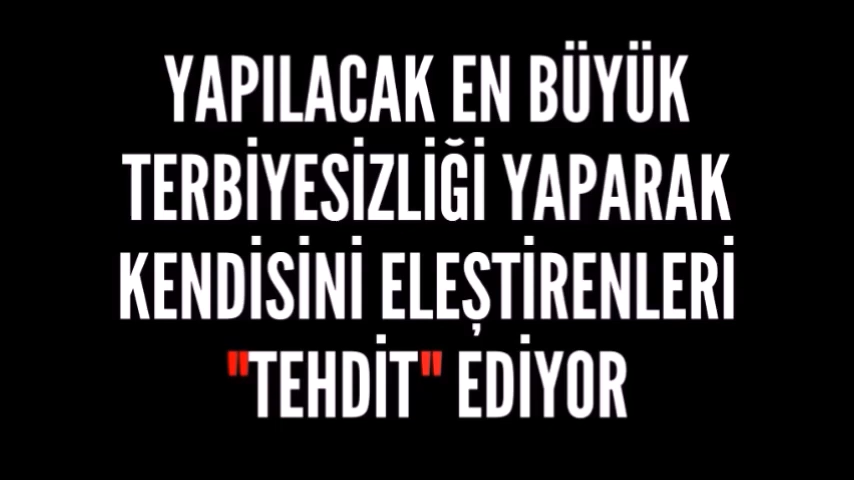 YAPILACAK EN BÜYÜK
TERBİYESİZLİĞİ YAPARAK
KENDİSİNİ ELEŞTİRENLERİ
"TEHDİT" EDİYOR